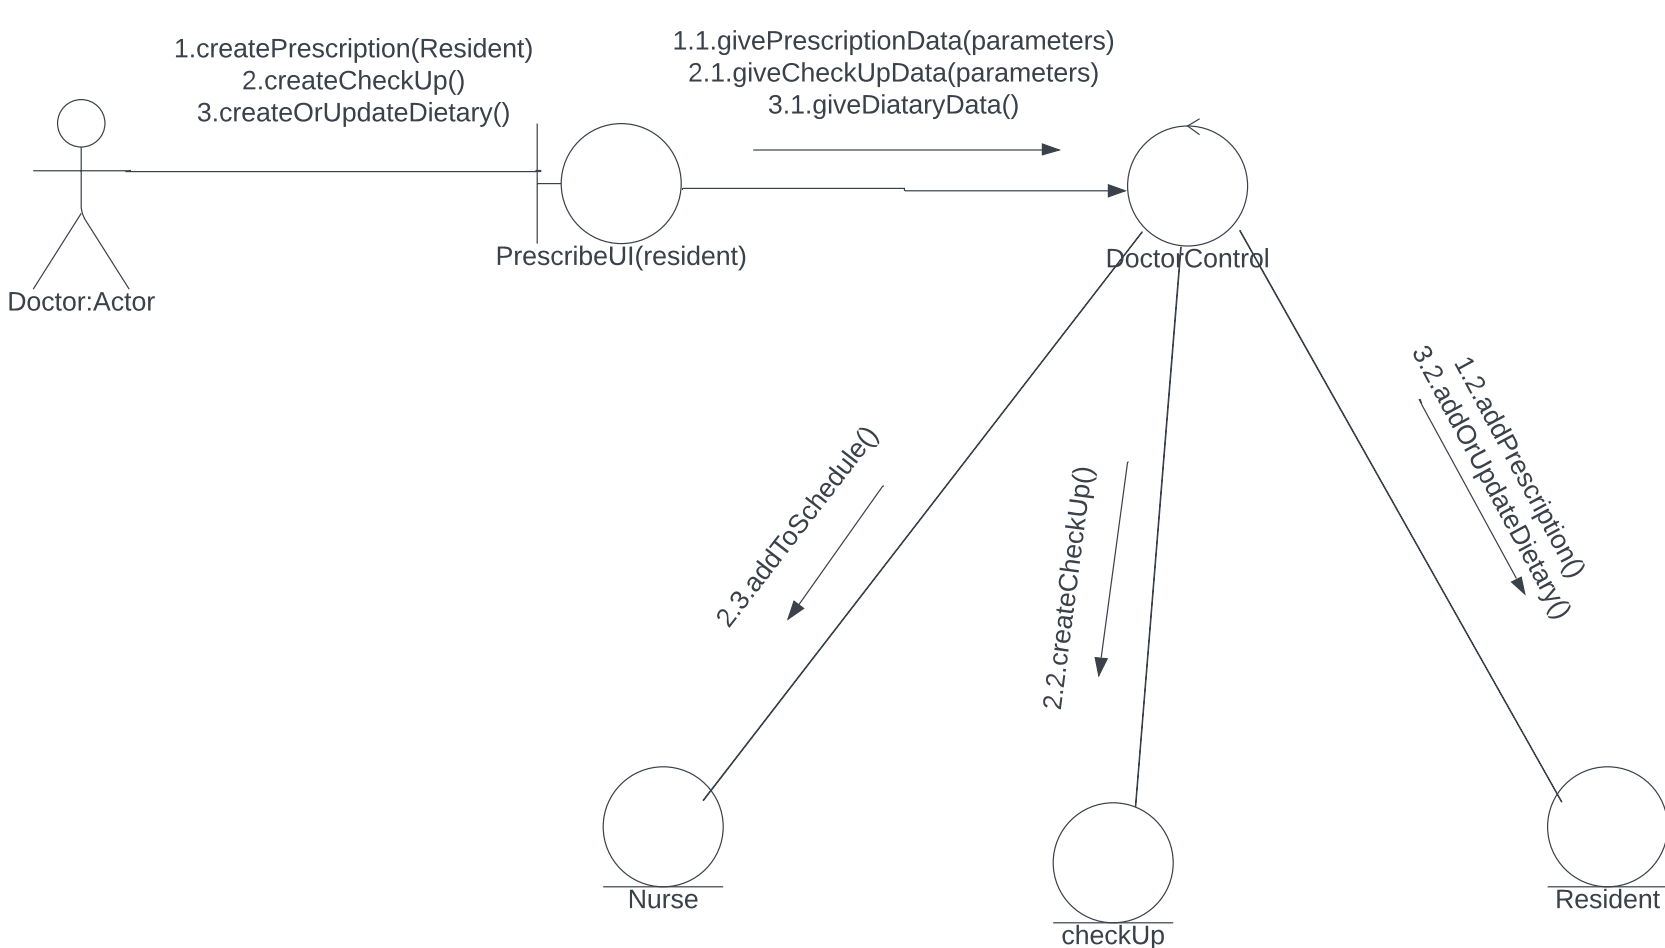 1.createPrescription(Resident)
2.createCheckUp()
3.createOrUpdateDietary()
1.1.givePrescriptionData(parameters)
2.1.giveCheckUpData(parameters)
3.1.giveDiataryData()
PrescribeUI(resident)
DoctorControl
Doctor:Actor
1.2.addPrescription()
3.2.addOrUpdateDietary()
2.3.addToSchedule()
2.2.createCheckUp()
Nurse
checkUp
Resident